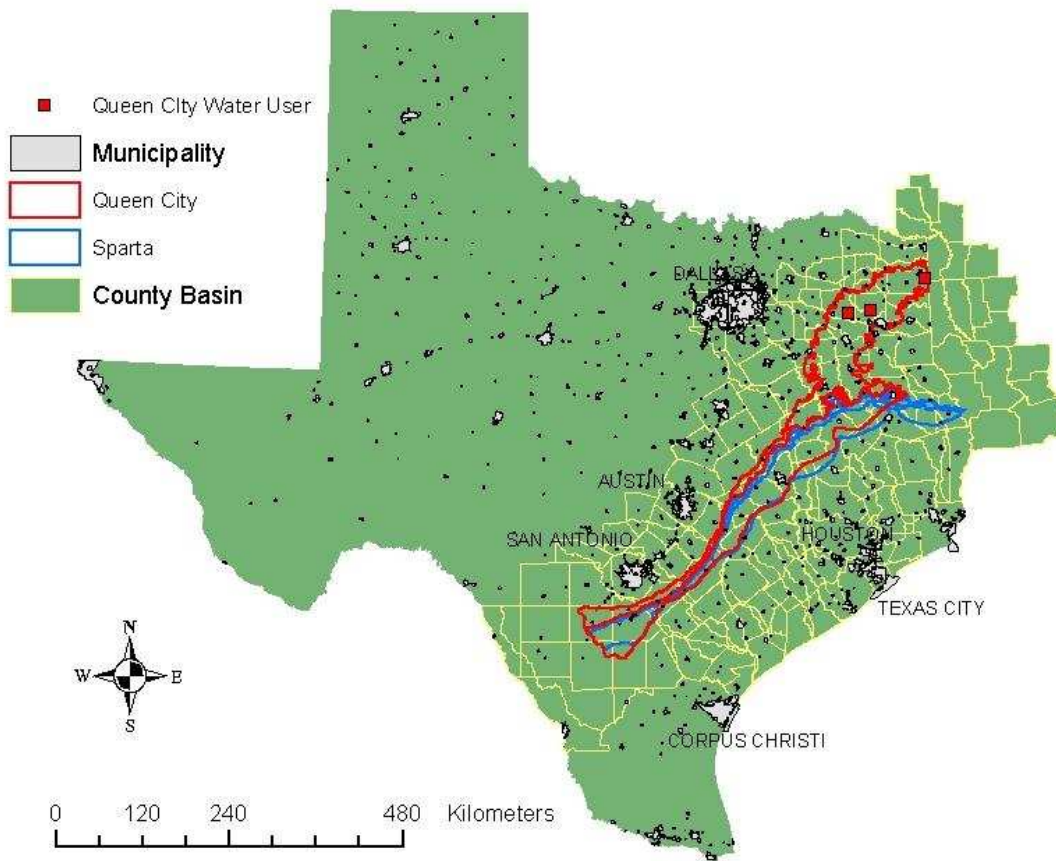 Queen CIty Water User
Municipality
Queen City
Sparta
County Basin
DALLAS
AUSTIN
SAN ANTONIO
HOUSTON
TEXAS CITY
CORPUS CHRISTI
N
W E
S
0 120 240 480 Kilometers